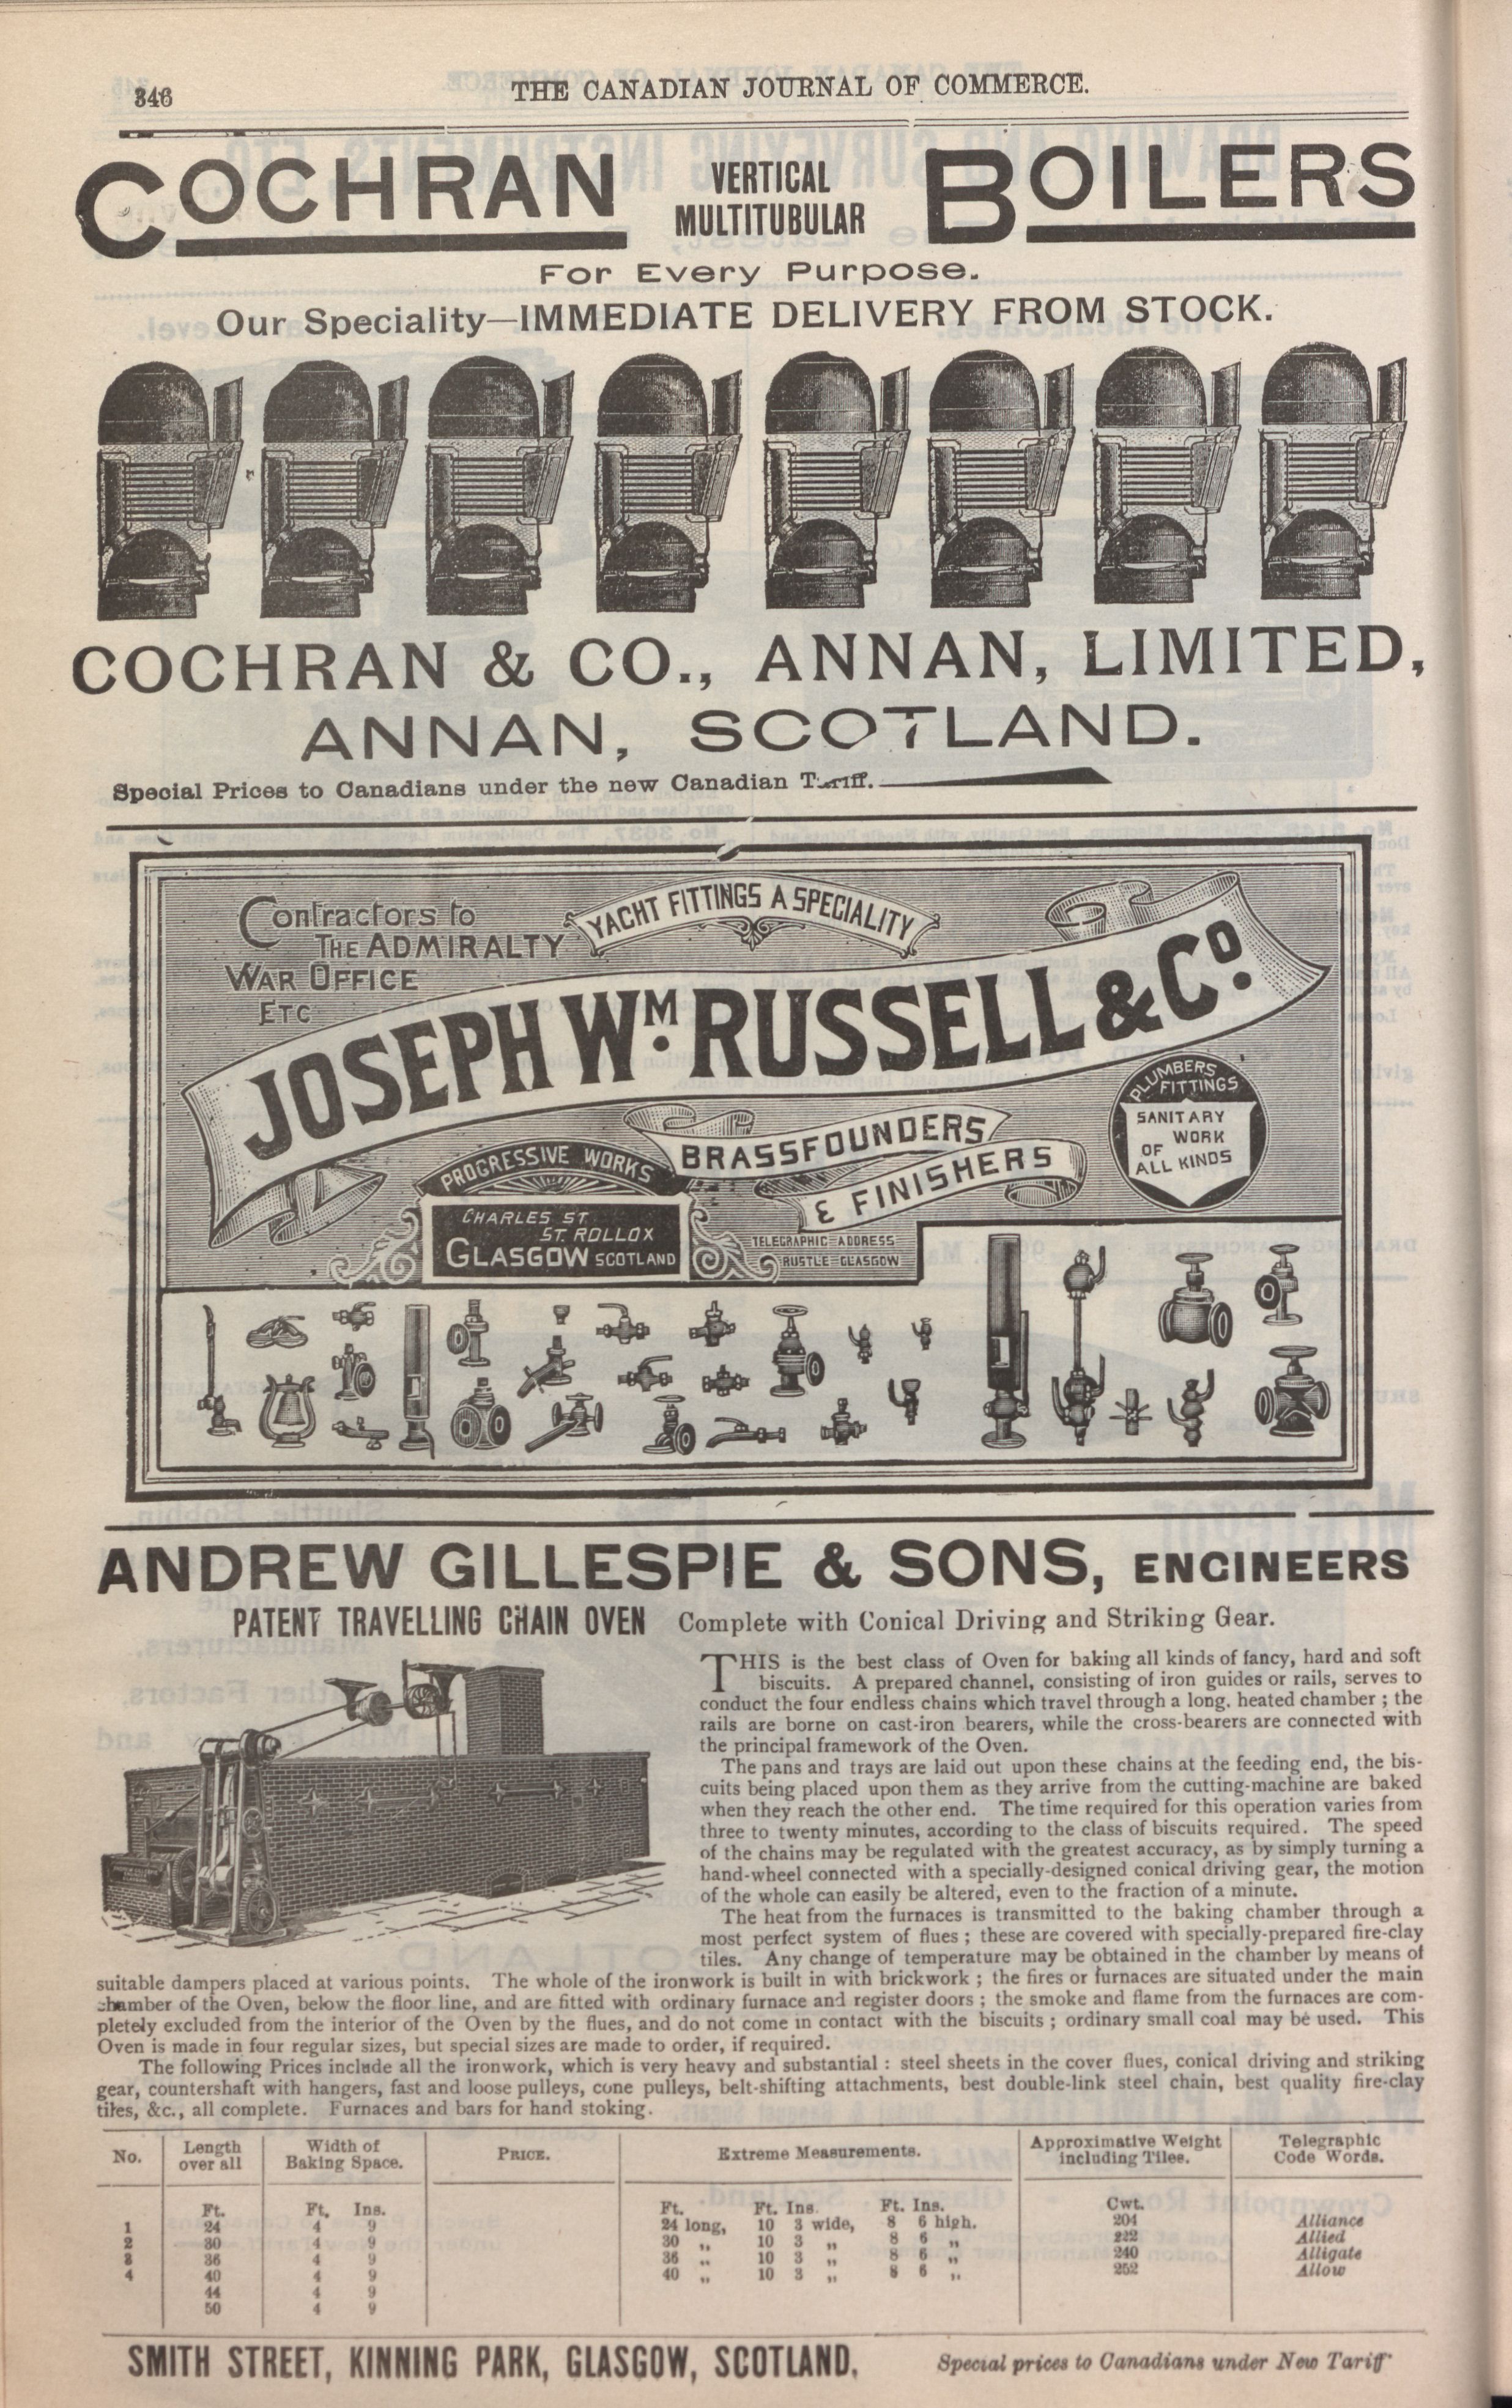 346
THE CANADIAN JOURNAL OF COMMERCE.
COCHRAN VERTICAL MULTITUBULAR BOILERS
For Every Purpose.
Our Speciality—IMMEDIATE DELIVERY FROM STOCK.
COCHRAN & CO., ANNAN, LIMITED,
ANNAN, SCOTLAND.
Special Prices to Canadians under the new Canadian Tariff.
Contractors to
THE ADMIRALTY
WAR OFFICE
ETC
YACHT FITTINGS A SPECIALITY
JOSEPH WM. RUSSELL & CO.
PLUMBERS
FITTINGS
SANITARY
WORK
OF
ALL KINDS
BRASSFOUNDERS
& FINISHERS
PROGRESSIVE WORKS
CHARLES ST
ST. ROLLOX
GLASGOW SCOTLAND
TELEGRAPHIC ADDRESS
RUSTLE GLASGOW
ANDREW GILLESPIE & SONS, ENGINEERS
PATENT TRAVELLING CHAIN OVEN Complete with Conical Driving and Striking Gear.
THIS is the best class of Oven for baking all kinds of fancy, hard and soft
biscuits. A prepared channel, consisting of iron guides or rails, serves to
conduct the four endless chains which travel through a long. heated chamber ; the
rails are borne on cast-iron bearers, while the cross-bearers are connected with
the principal framework of the Oven.
The pans and trays are laid out upon these chains at the feeding end, the bis-
cuits being placed upon them as they arrive from the cutting-machine are baked
when they reach the other end. The time required for this operation varies from
three to twenty minutes, according to the class of biscuits required. The speed
of the chains may be regulated with the greatest accuracy, as by simply turning a
hand-wheel connected with a specially-designed conical driving gear, the motion
of the whole can easily be altered, even to the fraction of a minute.
The heat from the furnaces is transmitted to the baking chamber through a
most perfect system of flues ; these are covered with specially-prepared fire-clay
tiles. Any change of temperature may be obtained in the chamber by means of
suitable dampers placed at various points. The whole of the ironwork is built in with brickwork ; the fires or furnaces are situated under the main
chamber of the Oven, below the floor line, and are fitted with ordinary furnace and register doors ; the smoke and flame from the furnaces are com-
pletely excluded from the interior of the Oven by the flues, and do not come in contact with the biscuits ; ordinary small coal may be used. This
Oven is made in four regular sizes, but special sizes are made to order, if required.
The following Prices include all the ironwork, which is very heavy and substantial : steel sheets in the cover flues, conical driving and striking
gear, countershaft with hangers, fast and loose pulleys, cone pulleys, belt-shifting attachments, best double-link steel chain, best quality fire-clay
tiles, &c., all complete. Furnaces and bars for hand stoking.
No. Length over all Width of Baking Space. PRICE. Extreme Measurements. Approximative Weight including Tiles. Telegraphic Code Words.
Ft. Ft. Ins. Ft. Ft. Ins. Ft. Ins. Cwt.
1 24 4 9 24 long, 10 3 wide, 8 6 high. 204 Alliance
2 30 4 9 30 „ 10 3 „ 8 6 „ 222 Allied
3 36 4 9 36 „ 10 3 „ 8 6 „ 240 Alligate
4 40 4 9 40 „ 10 3 „ 8 6 „ 252 Allow
44 4 9
50 4 9
SMITH STREET, KINNING PARK, GLASGOW, SCOTLAND.
Special prices to Canadians under New Tariff